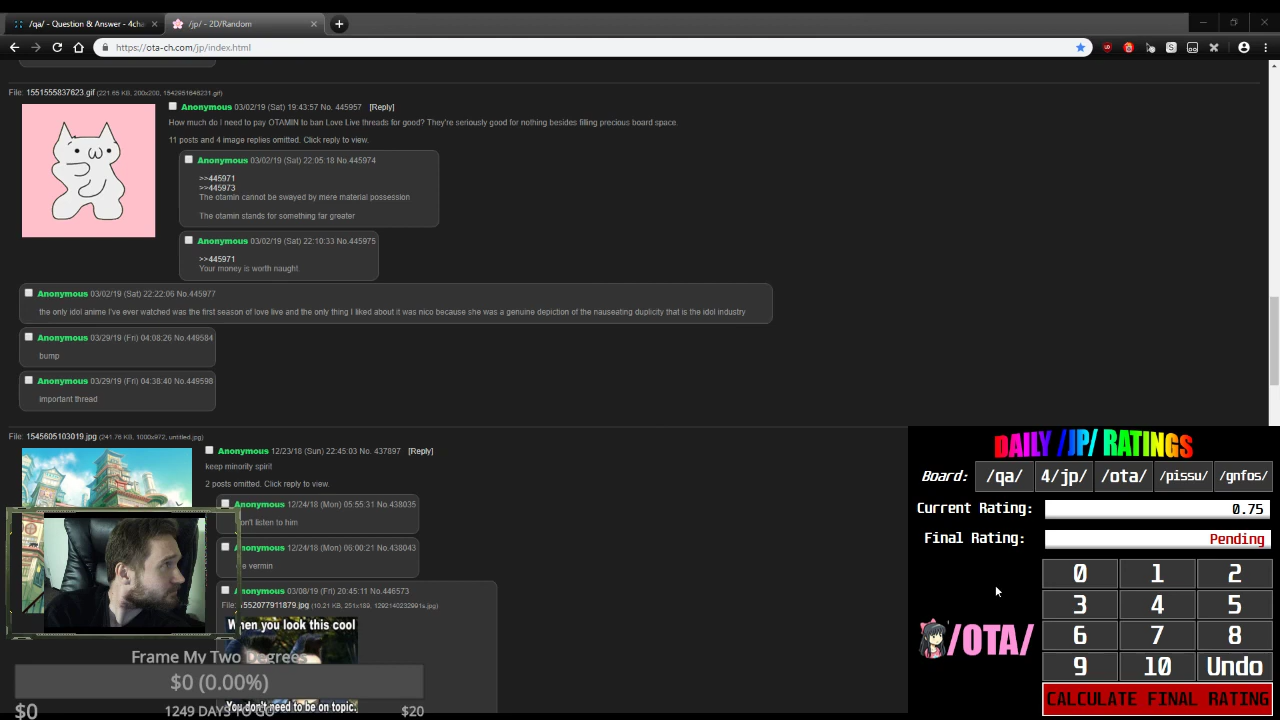 /qa/ - Question & Answer - 4cha
/jp/ - 2D/Random
https://ota-ch.com/jp/index.html
File: 1551555837623.gif (221.65 KB, 200x200, 1542951646231.gif)
Anonymous 03/02/19 (Sat) 19:43:57 No.445957 [Reply]
How much do I need to pay OTAMIN to ban Love Live threads for good? They're seriously good for nothing besides filling precious board space.
11 posts and 4 image replies omitted. Click reply to view.
Anonymous 03/02/19 (Sat) 22:05:18 No.445974
>>445971
>>445973
The otamin cannot be swayed by mere material possession
The otamin stands for something far greater
Anonymous 03/02/19 (Sat) 22:10:33 No.445975
>>445971
Your money is worth naught.
Anonymous 03/02/19 (Sat) 22:22:06 No.445977
the only idol anime I've ever watched was the first season of love live and the only thing I liked about it was nico because she was a genuine depiction of the nauseating duplicity that is the idol industry
Anonymous 03/29/19 (Fri) 04:08:26 No.449584
bump
Anonymous 03/29/19 (Fri) 04:38:40 No.449598
important thread
File: 1545605103019.jpg (241.76 KB, 1000x972, untitled.jpg)
Anonymous 12/23/18 (Sun) 22:45:03 No.437897 [Reply]
keep minority spirit
2 posts omitted. Click reply to view.
Anonymous 12/24/18 (Mon) 05:55:31 No.438035
on't listen to him
Anonymous 12/24/18 (Mon) 06:00:21 No.438043
e vermin
Anonymous 03/08/19 (Fri) 20:45:11 No.446573
File: 1552077911879.jpg (10.21 KB, 251x189, 1292140232991s.jpg)
When you look this cool
You don't need to be on topic.
Frame My Two Degrees
$0 (0.00%)
$0 1249 DAYS TO GO $20
DAILY /JP/ RATINGS
Board: /qa/ 4/jp/ /ota/ /pissu/ /gnfos/
Current Rating: 0.75
Final Rating: Pending
0 1 2
3 4 5
6 7 8
9 10 Undo
/OTA/
CALCULATE FINAL RATING